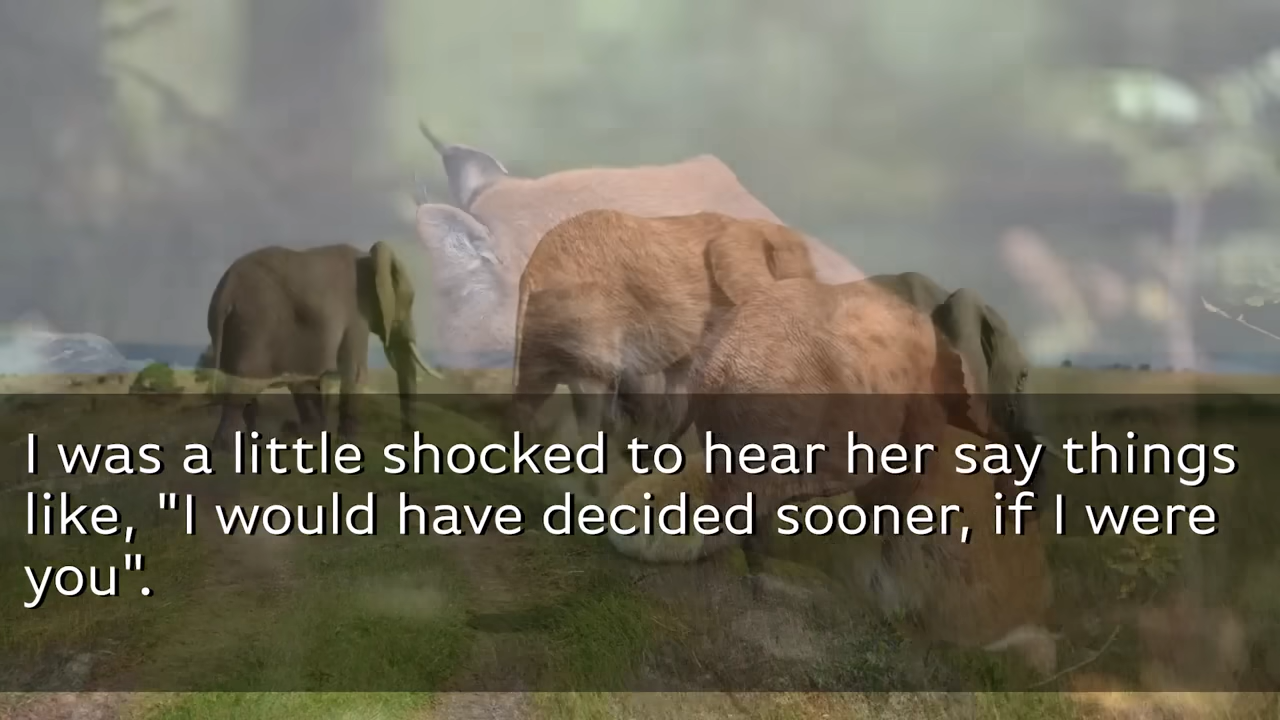 I was a little shocked to hear her say things
like, "I would have decided sooner, if I were
you".